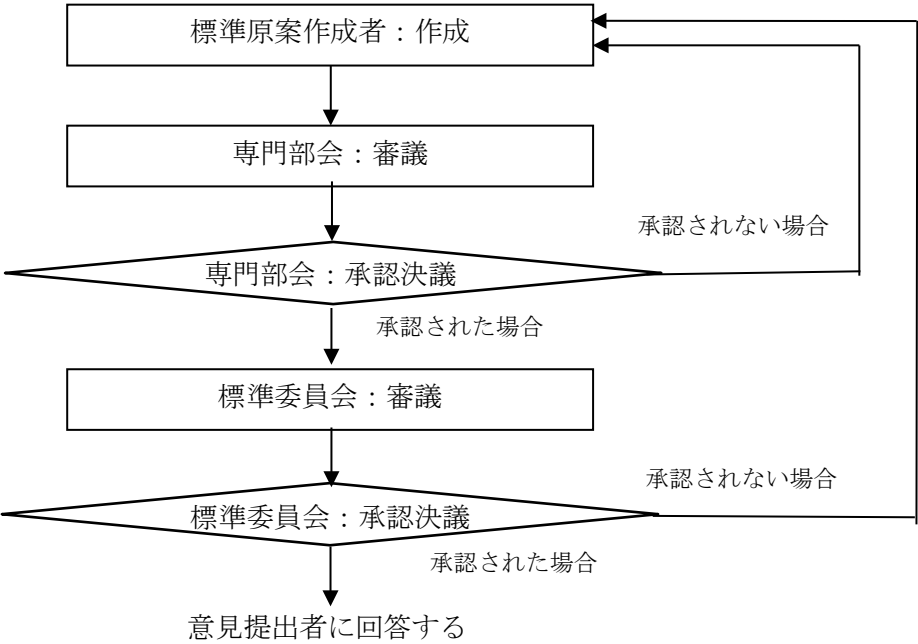 標準原案作成者：作成
専門部会：審議
承認されない場合
専門部会：承認決議
承認された場合
標準委員会：審議
承認されない場合
標準委員会：承認決議
承認された場合
意見提出者に回答する